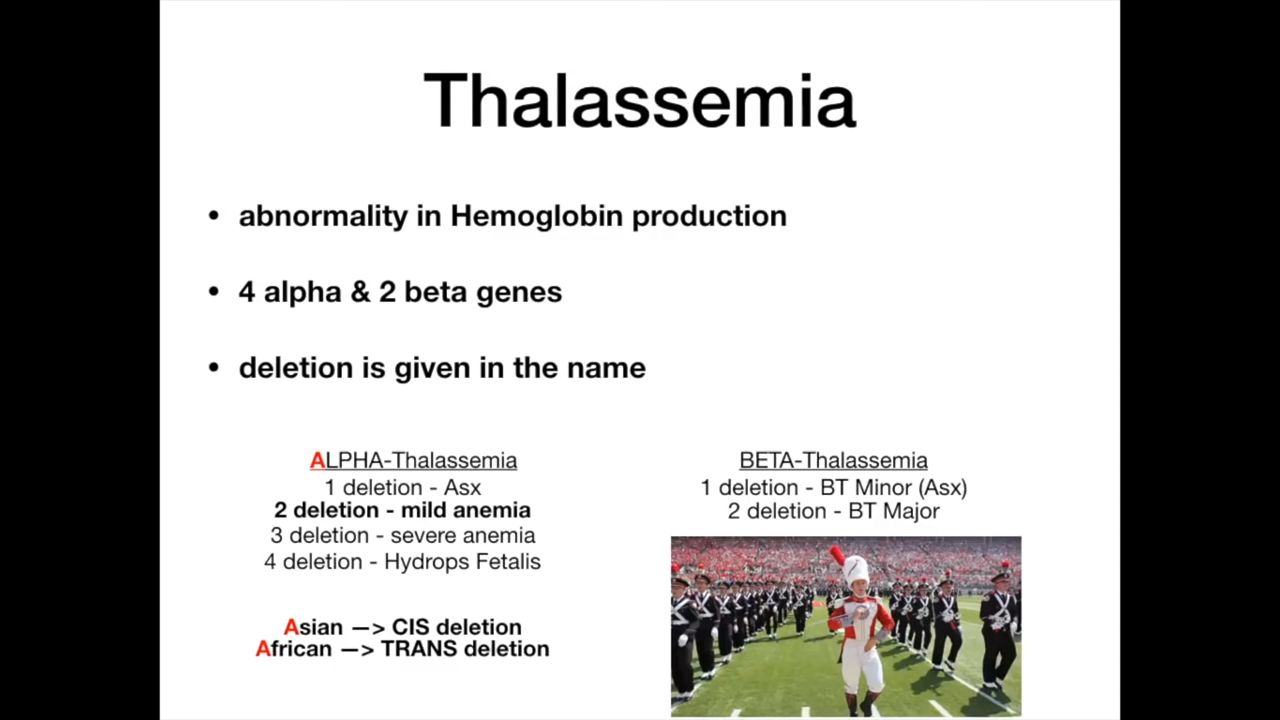 Thalassemia
• abnormality in Hemoglobin production
• 4 alpha & 2 beta genes
• deletion is given in the name
ALPHA-Thalassemia
1 deletion - Asx
2 deletion - mild anemia
3 deletion - severe anemia
4 deletion - Hydrops Fetalis
Asian —> CIS deletion
African —> TRANS deletion
BETA-Thalassemia
1 deletion - BT Minor (Asx)
2 deletion - BT Major